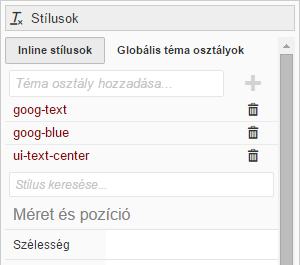 Stílusok
Inline stílusok Globális téma osztályok
Téma osztály hozzadása...
goog-text
goog-blue
ui-text-center
Stílus keresése...
Méret és pozíció
Szélesség